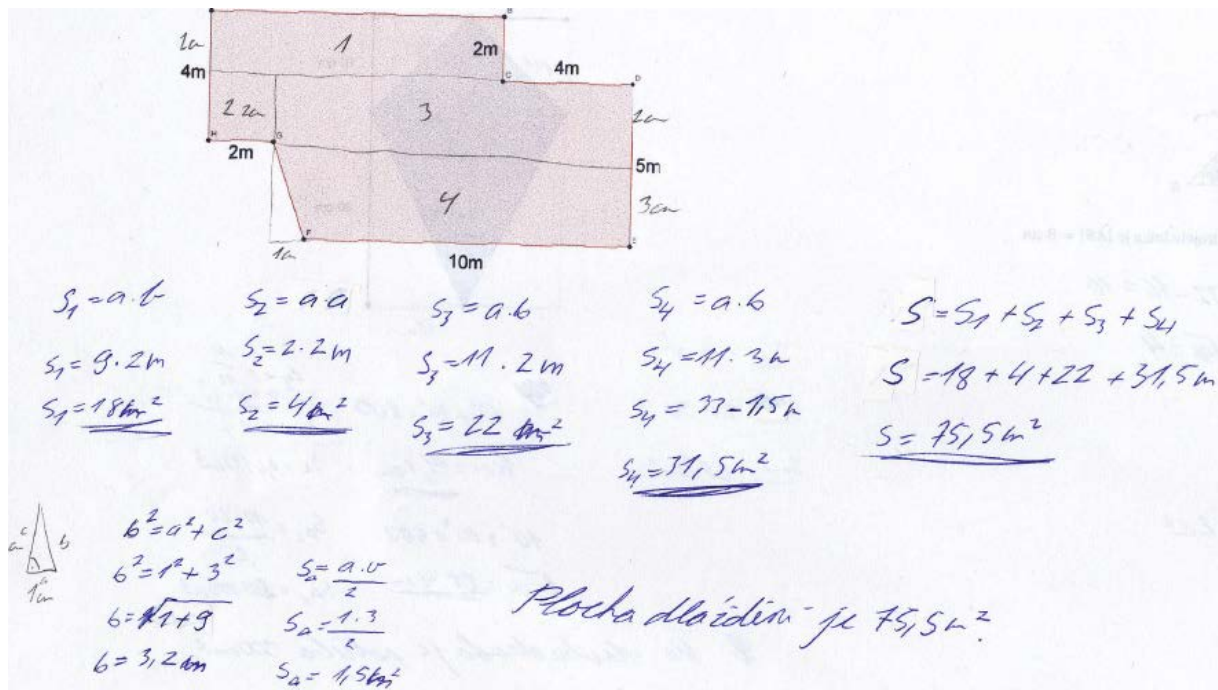 B
1
2m
2m
4m
4m
C
D
2 2m
3
2m
H
G
2m
5m
4
3m
F
E
1m
10m
S₁ = a.b
S₁ = 9.2m
S₁ = 18m²
S₂ = a.a
S₂ = 2.2m
S₂ = 4m²
S₃ = a.b
S₃ = 11.2m
S₃ = 22m²
S₄ = a.b
S₄ = 11.3m
S₄ = 33-1,5m
S₄ = 31,5m²
S = S₁ + S₂ + S₃ + S₄
S = 18 + 4 + 22 + 31,5m
S = 75,5m²
c
a
b
1m
b² = a² + c²
b² = 1² + 3²
b = √1+9
b = 3,2m
Sₐ = a.v/2
Sₐ = 1.3/2
Sₐ = 1,5m²
Plocha dláždění je 75,5m².